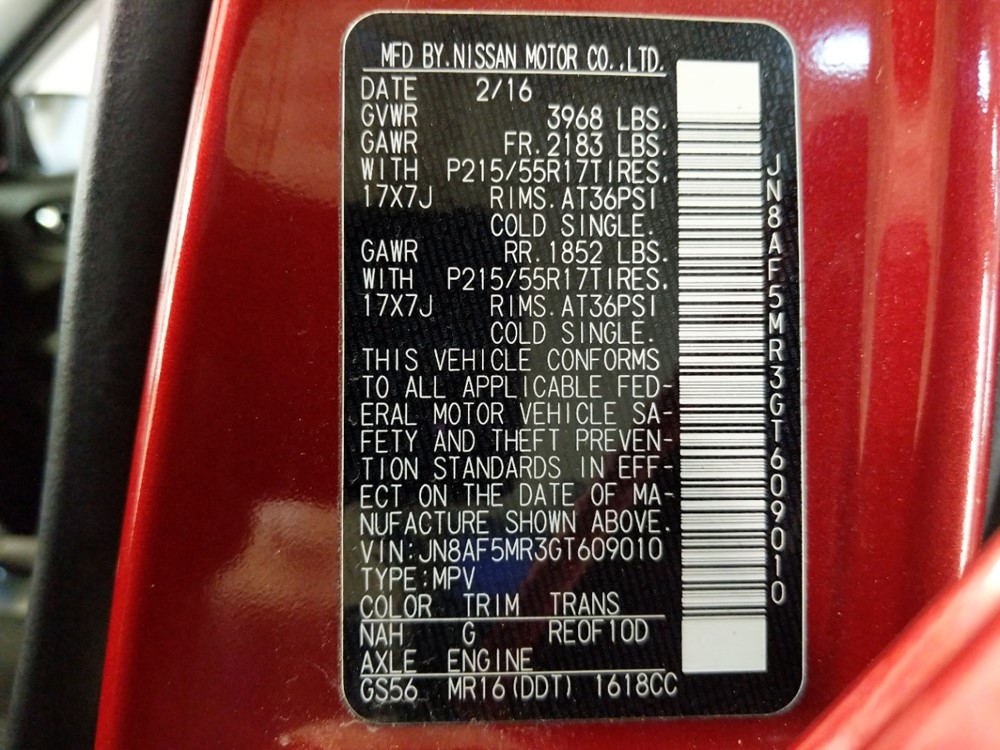 MFD BY.NISSAN MOTOR CO.,LTD.
DATE 2/16
GVWR 3968 LBS.
GAWR FR.2183 LBS.
WITH P215/55R17TIRES.
17X7J RIMS.AT36PSI
COLD SINGLE.
GAWR RR.1852 LBS.
WITH P215/55R17TIRES.
17X7J RIMS.AT36PSI
COLD SINGLE.
THIS VEHICLE CONFORMS
TO ALL APPLICABLE FED-
ERAL MOTOR VEHICLE SA-
FETY AND THEFT PREVEN-
TION STANDARDS IN EFF-
ECT ON THE DATE OF MA-
NUFACTURE SHOWN ABOVE.
VIN:JN8AF5MR3GT609010
TYPE:MPV
COLOR TRIM TRANS
NAH G RE0F10D
AXLE ENGINE
GS56 MR16(DDT) 1618CC
JN8AF5MR3GT609010